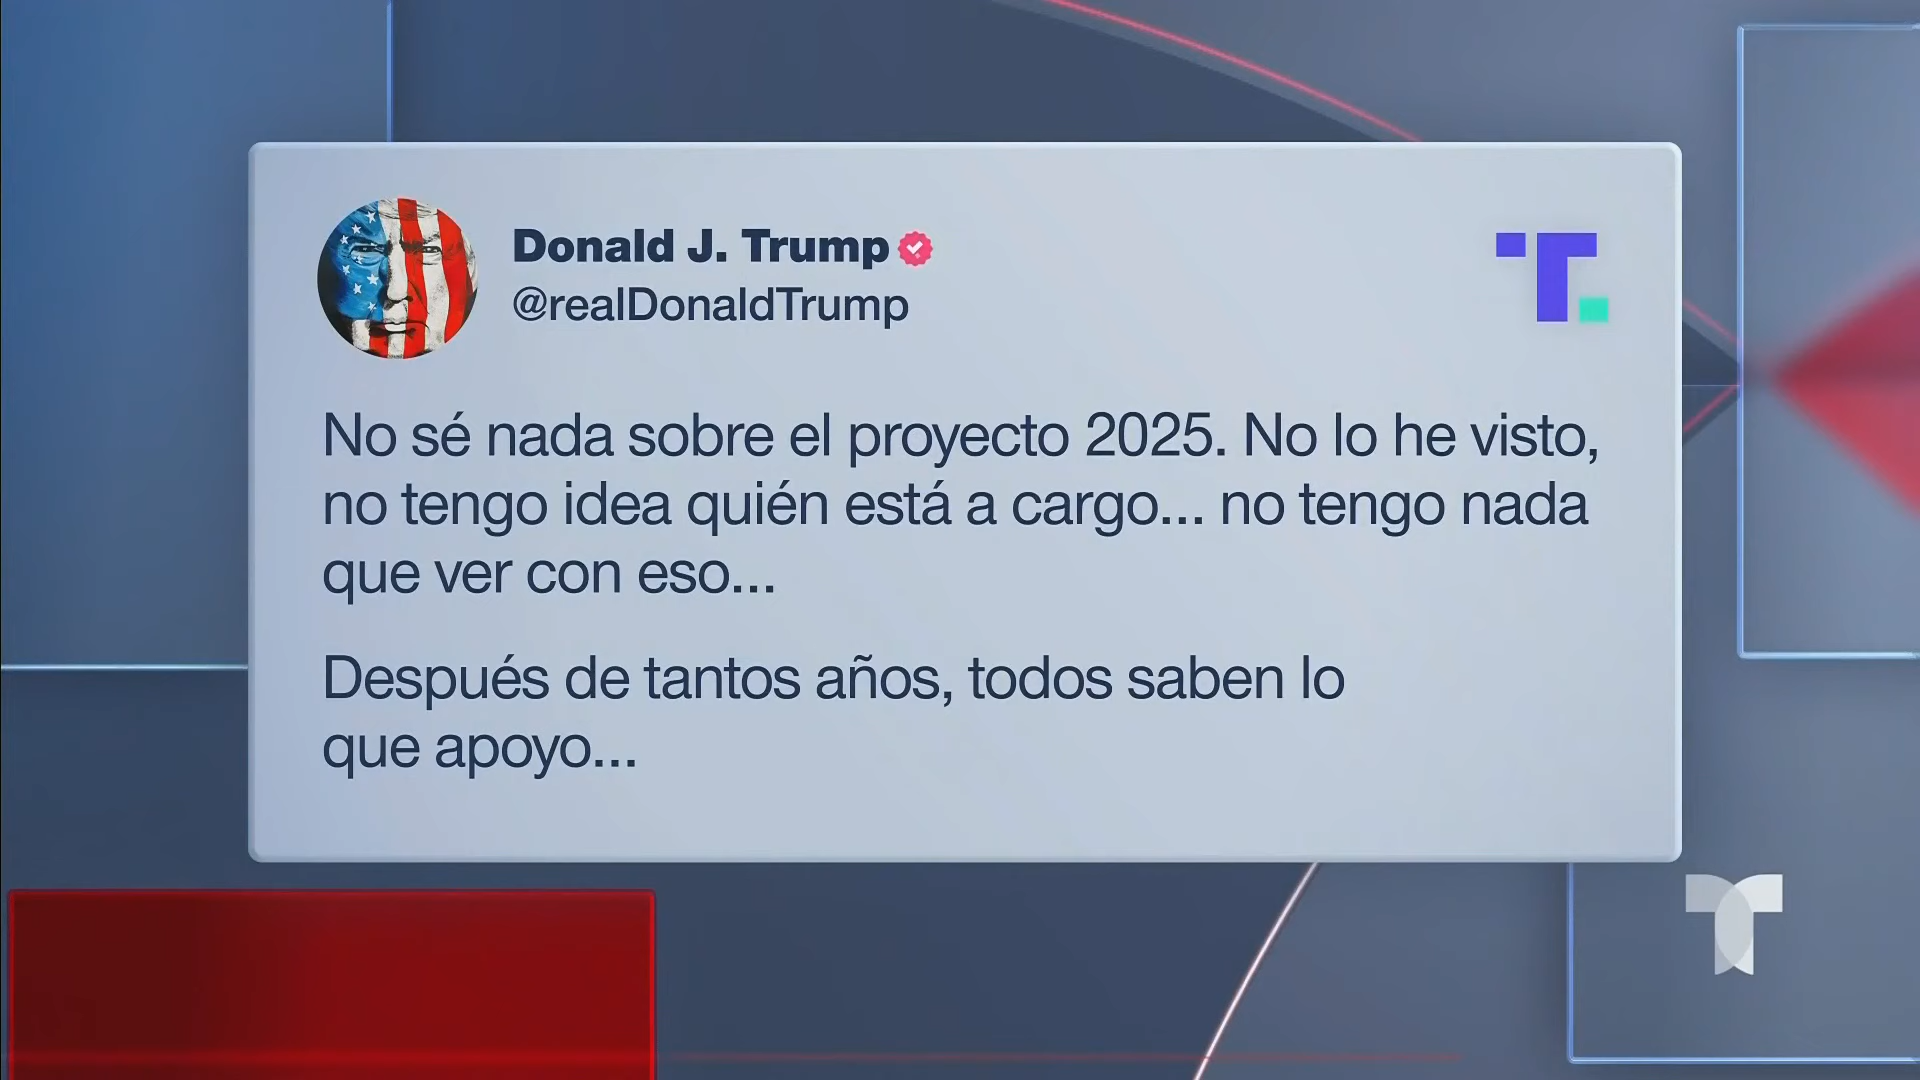 Donald J. Trump
@realDonaldTrump
No sé nada sobre el proyecto 2025. No lo he visto,
no tengo idea quién está a cargo... no tengo nada
que ver con eso...
Después de tantos años, todos saben lo
que apoyo...